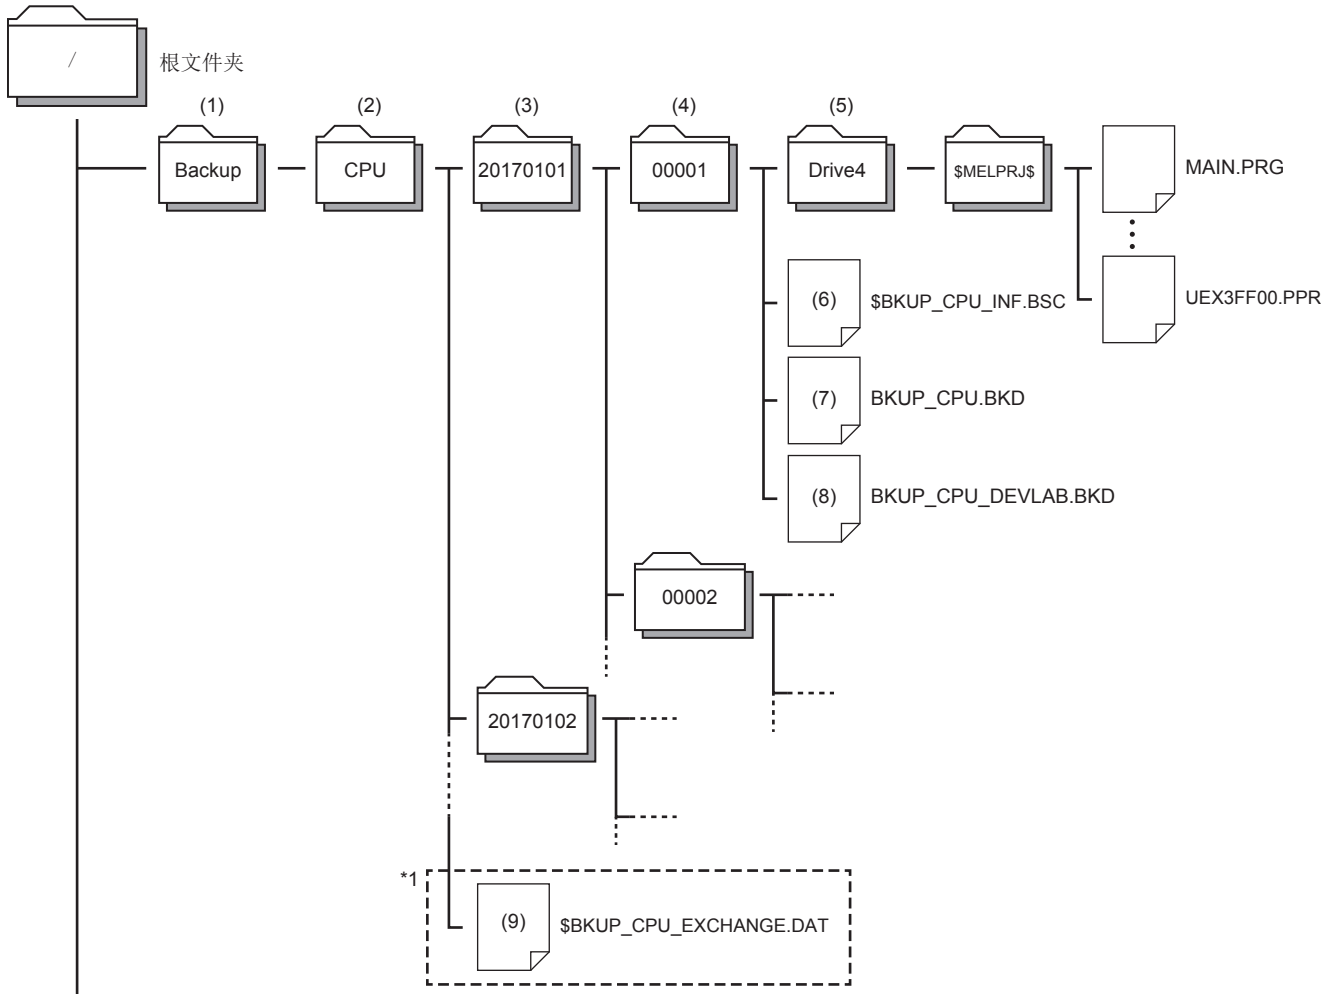 /
根文件夹
(1) (2) (3) (4) (5)
Backup CPU 20170101 00001 Drive4 $MELPRJ$ MAIN.PRG
(6) $BKUP_CPU_INF.BSC UEX3FF00.PPR
(7) BKUP_CPU.BKD
(8) BKUP_CPU_DEVLAB.BKD
00002
20170102
*1
(9) $BKUP_CPU_EXCHANGE.DAT